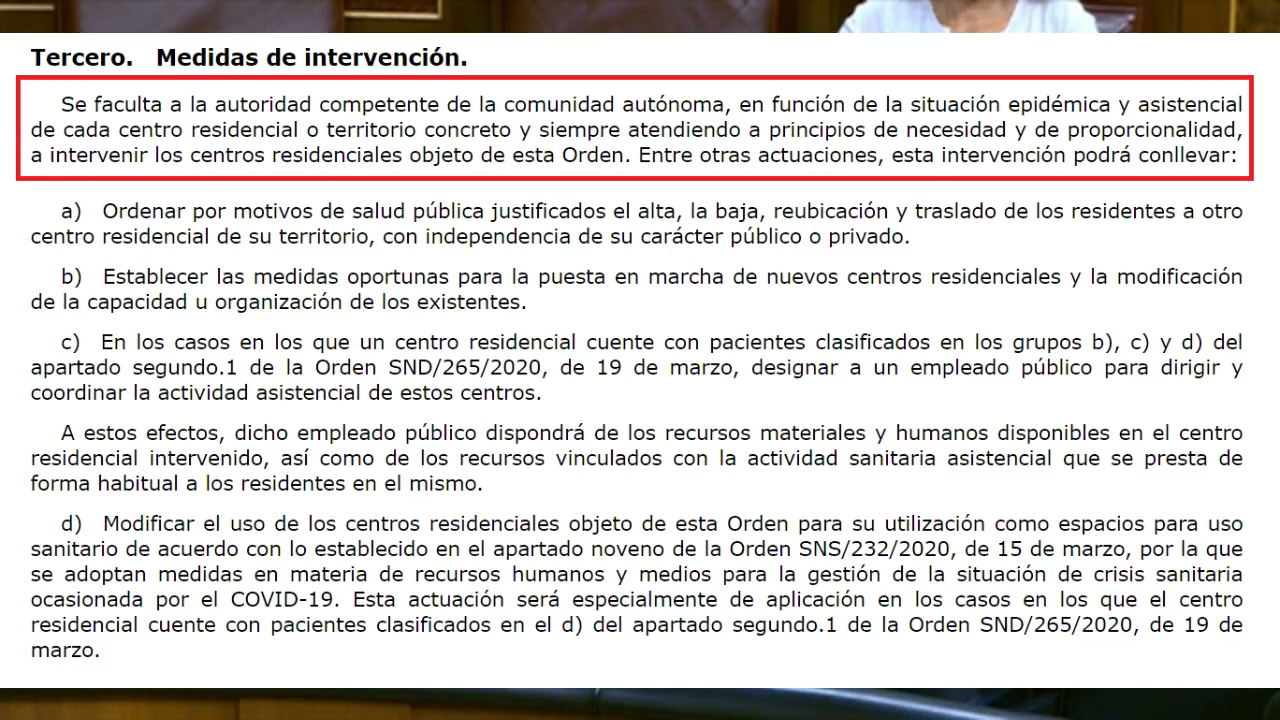 Tercero. Medidas de intervención.
Se faculta a la autoridad competente de la comunidad autónoma, en función de la situación epidémica y asistencial
de cada centro residencial o territorio concreto y siempre atendiendo a principios de necesidad y de proporcionalidad,
a intervenir los centros residenciales objeto de esta Orden. Entre otras actuaciones, esta intervención podrá conllevar:
a) Ordenar por motivos de salud pública justificados el alta, la baja, reubicación y traslado de los residentes a otro
centro residencial de su territorio, con independencia de su carácter público o privado.
b) Establecer las medidas oportunas para la puesta en marcha de nuevos centros residenciales y la modificación
de la capacidad u organización de los existentes.
c) En los casos en los que un centro residencial cuente con pacientes clasificados en los grupos b), c) y d) del
apartado segundo.1 de la Orden SND/265/2020, de 19 de marzo, designar a un empleado público para dirigir y
coordinar la actividad asistencial de estos centros.
A estos efectos, dicho empleado público dispondrá de los recursos materiales y humanos disponibles en el centro
residencial intervenido, así como de los recursos vinculados con la actividad sanitaria asistencial que se presta de
forma habitual a los residentes en el mismo.
d) Modificar el uso de los centros residenciales objeto de esta Orden para su utilización como espacios para uso
sanitario de acuerdo con lo establecido en el apartado noveno de la Orden SNS/232/2020, de 15 de marzo, por la que
se adoptan medidas en materia de recursos humanos y medios para la gestión de la situación de crisis sanitaria
ocasionada por el COVID-19. Esta actuación será especialmente de aplicación en los casos en los que el centro
residencial cuente con pacientes clasificados en el d) del apartado segundo.1 de la Orden SND/265/2020, de 19 de
marzo.